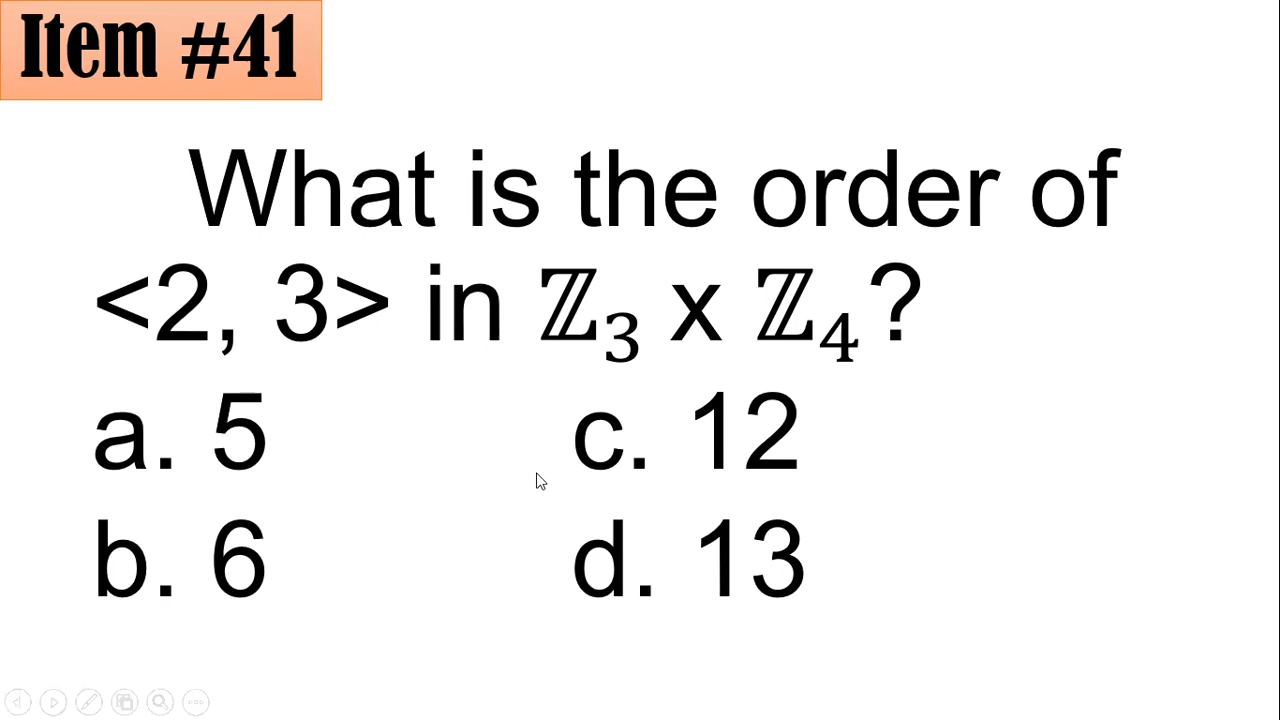 Item #41
What is the order of
<2, 3> in ℤ₃ x ℤ₄?
a. 5 c. 12
b. 6 d. 13